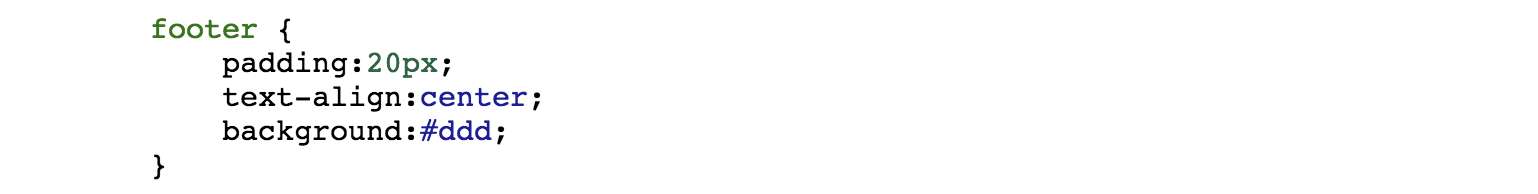 footer {
    padding:20px;
    text-align:center;
    background:#ddd;
}